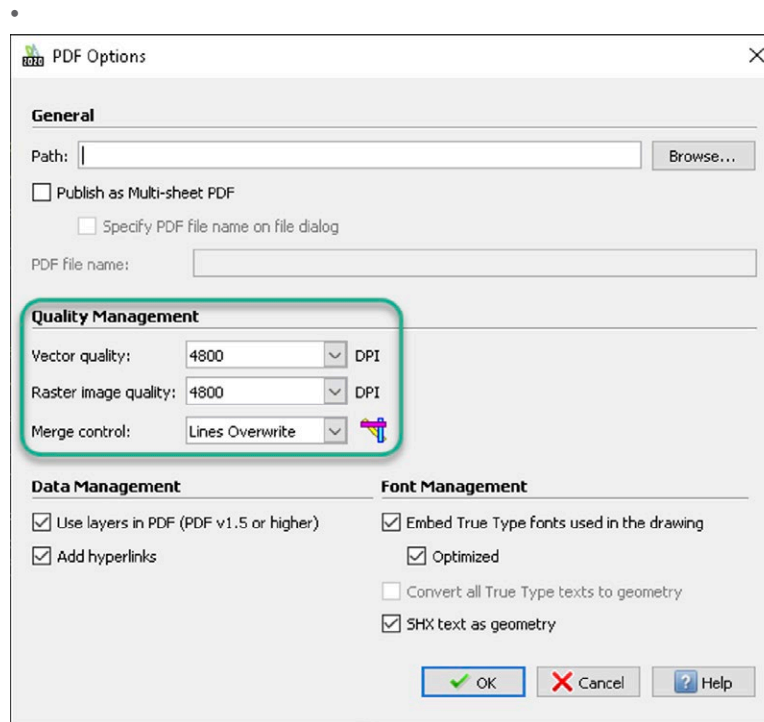 2020 PDF Options
General
Path: Browse...
Publish as Multi-sheet PDF
Specify PDF file name on file dialog
PDF file name:
Quality Management
Vector quality: 4800 DPI
Raster image quality: 4800 DPI
Merge control: Lines Overwrite
Data Management Font Management
Use layers in PDF (PDF v1.5 or higher) Embed True Type fonts used in the drawing
Add hyperlinks Optimized
Convert all True Type texts to geometry
SHX text as geometry
OK Cancel ? Help